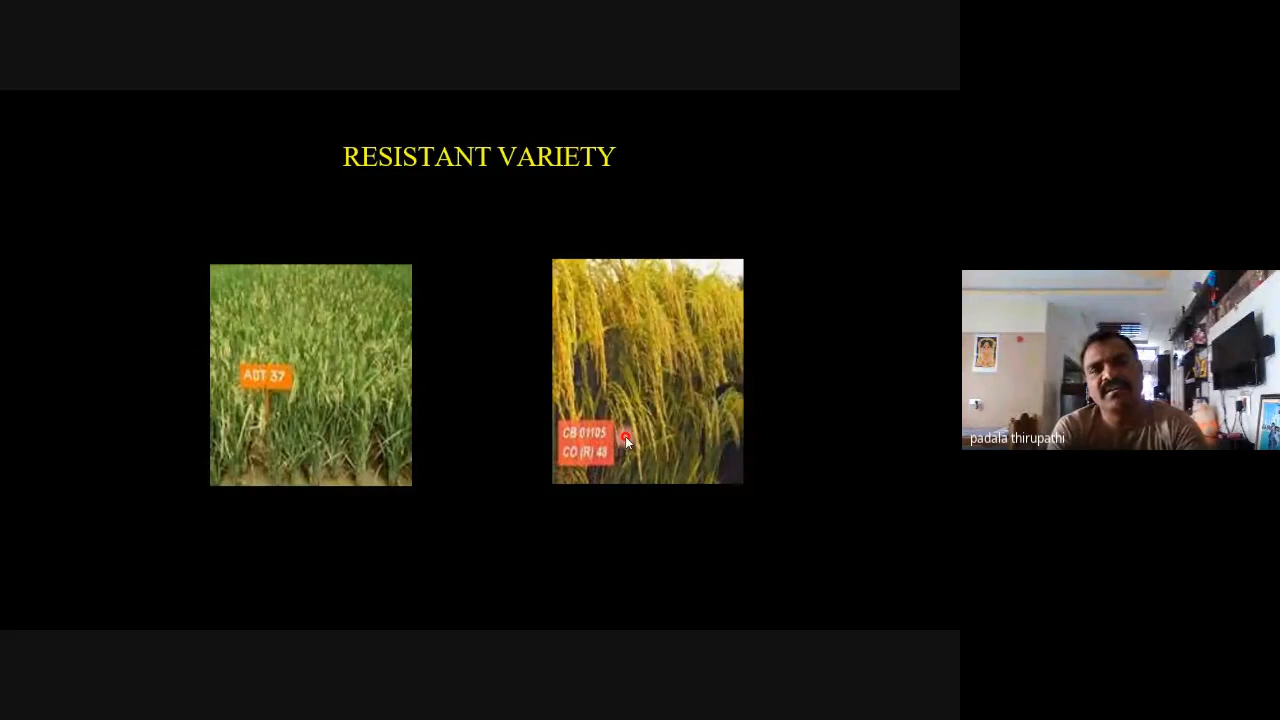 RESISTANT VARIETY
ADT 37
CB 01105
CO (R) 48
padala thirupathi